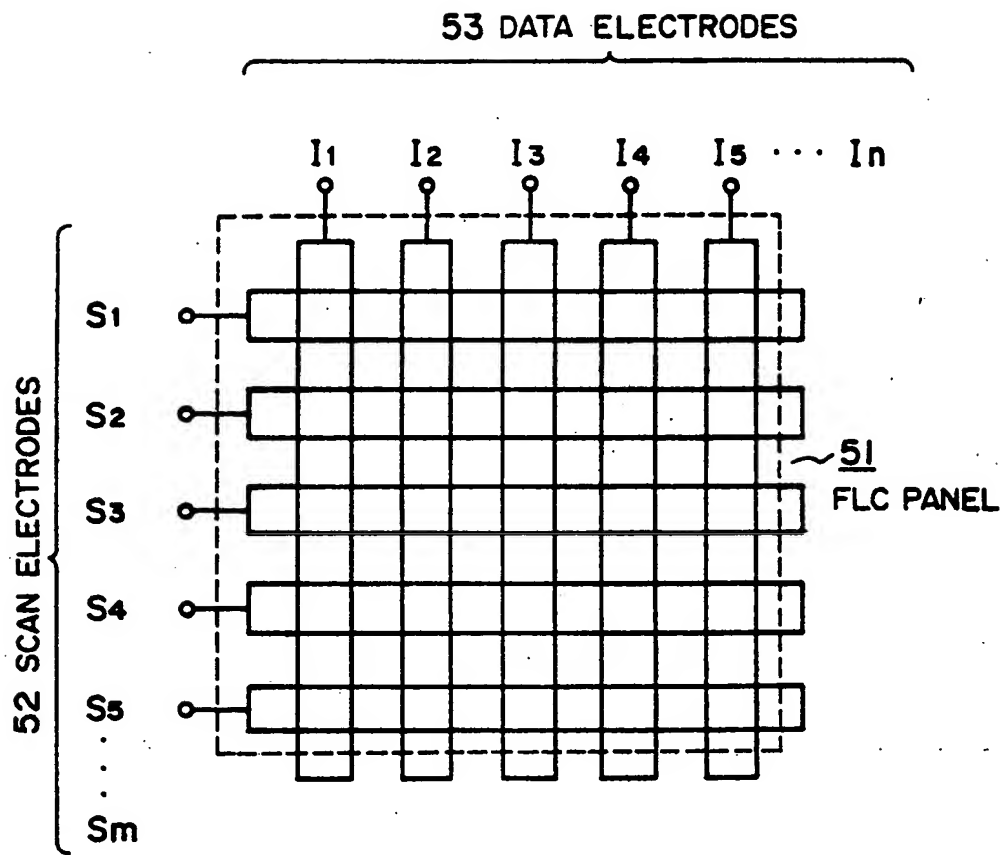 53 DATA ELECTRODES
I1 I2 I3 I4 I5 ··· In
S1
S2
51
FLC PANEL
S3
S4
S5
Sm
52 SCAN ELECTRODES